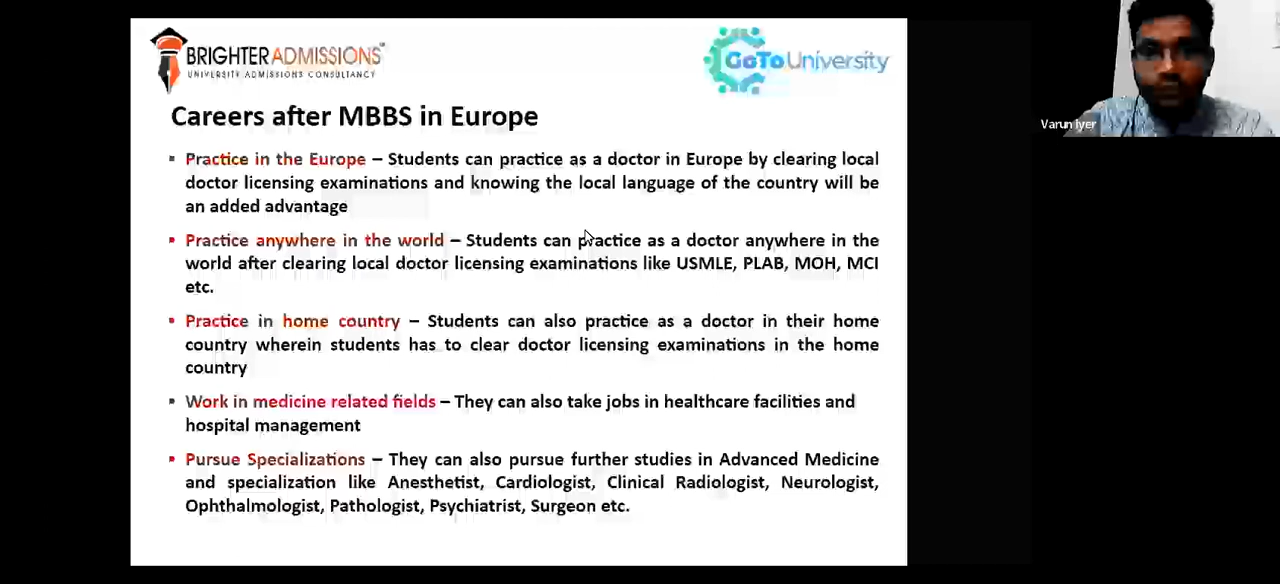 BRIGHTER ADMISSIONS
UNIVERSITY ADMISSIONS CONSULTANCY
GoToUniversity
Careers after MBBS in Europe
▪ Practice in the Europe – Students can practice as a doctor in Europe by clearing local
doctor licensing examinations and knowing the local language of the country will be
an added advantage
▪ Practice anywhere in the world – Students can practice as a doctor anywhere in the
world after clearing local doctor licensing examinations like USMLE, PLAB, MOH, MCI
etc.
▪ Practice in home country – Students can also practice as a doctor in their home
country wherein students has to clear doctor licensing examinations in the home
country
▪ Work in medicine related fields – They can also take jobs in healthcare facilities and
hospital management
▪ Pursue Specializations – They can also pursue further studies in Advanced Medicine
and specialization like Anesthetist, Cardiologist, Clinical Radiologist, Neurologist,
Ophthalmologist, Pathologist, Psychiatrist, Surgeon etc.
Varun Iyer